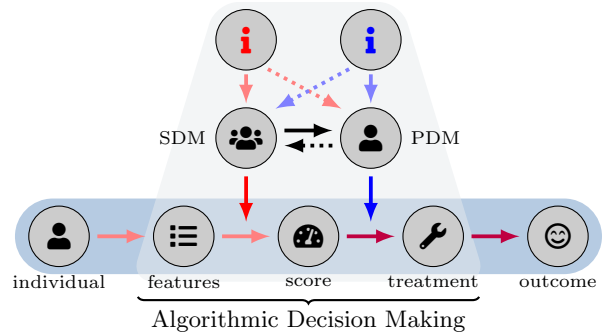 i i
SDM PDM
individual features score treatment outcome
Algorithmic Decision Making